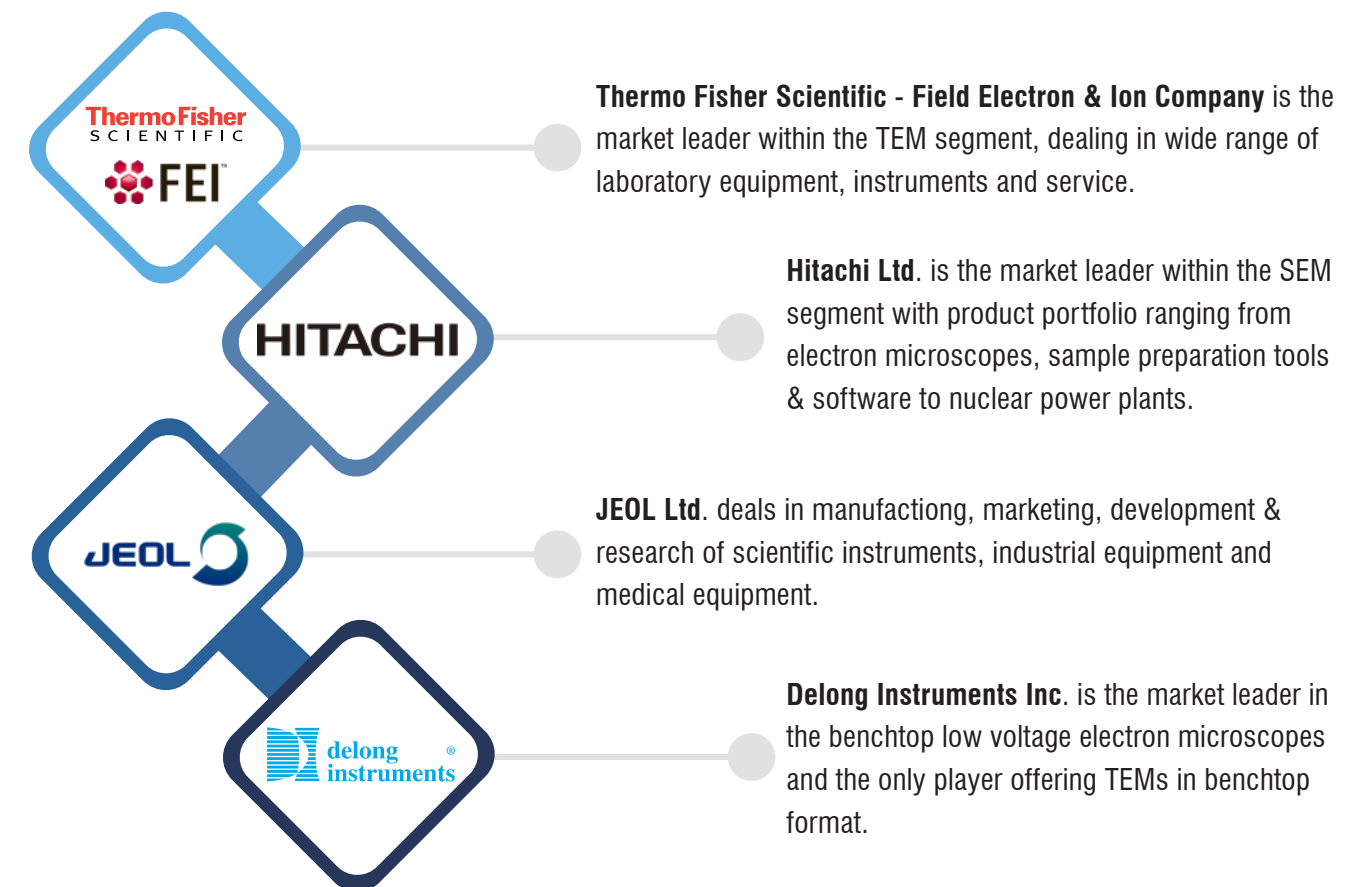 ThermoFisher
SCIENTIFIC
FEI™
Thermo Fisher Scientific - Field Electron & Ion Company is the
market leader within the TEM segment, dealing in wide range of
laboratory equipment, instruments and service.
HITACHI
Hitachi Ltd. is the market leader within the SEM
segment with product portfolio ranging from
electron microscopes, sample preparation tools
& software to nuclear power plants.
JEOL
JEOL Ltd. deals in manufactiong, marketing, development &
research of scientific instruments, industrial equipment and
medical equipment.
delong ®
instruments
Delong Instruments Inc. is the market leader in
the benchtop low voltage electron microscopes
and the only player offering TEMs in benchtop
format.